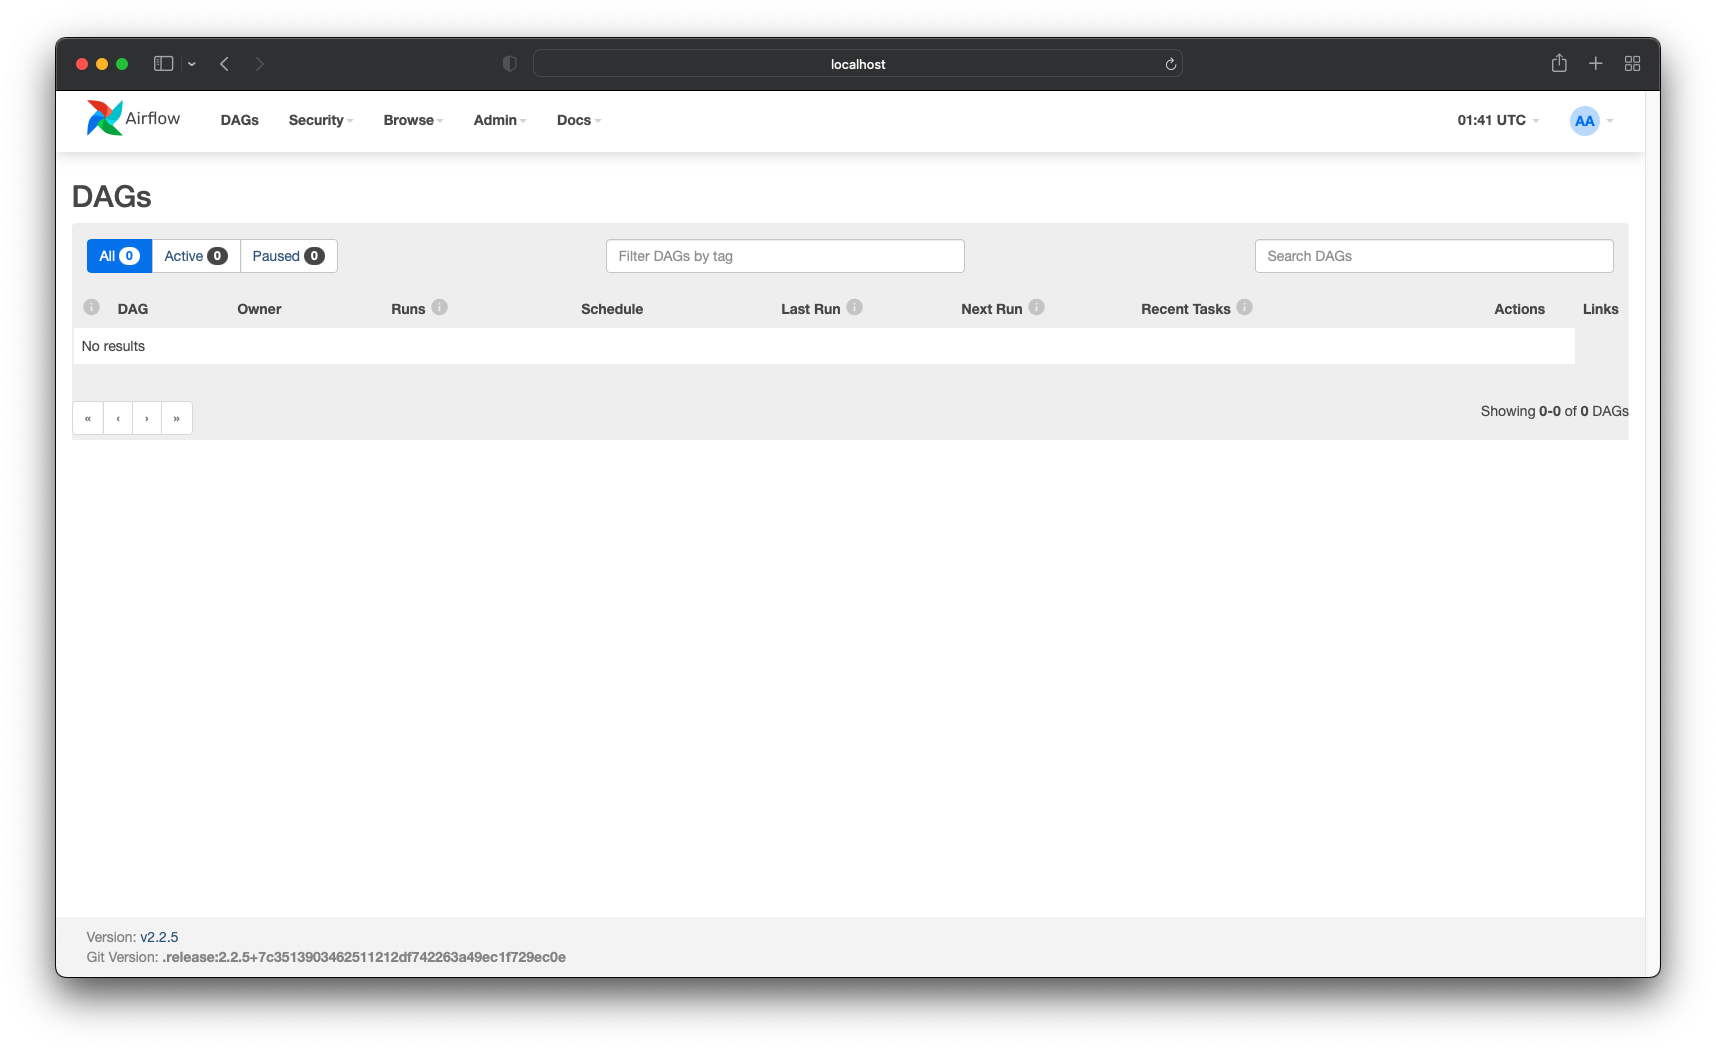 localhost
Airflow DAGs Security Browse Admin Docs 01:41 UTC AA
DAGs
All 0 Active 0 Paused 0 Filter DAGs by tag Search DAGs
i DAG Owner Runs i Schedule Last Run i Next Run i Recent Tasks i Actions Links
No results
« ‹ › » Showing 0-0 of 0 DAGs
Version: v2.2.5
Git Version: .release:2.2.5+7c3513903462511212df742263a49ec1f729ec0e